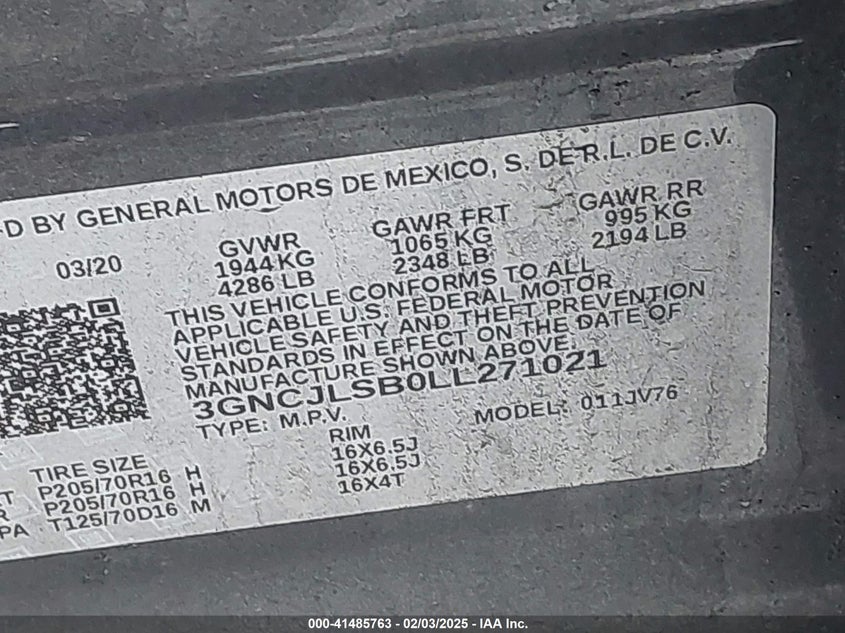 -D BY GENERAL MOTORS DE MEXICO, S. DE R.L. DE C.V.
03/20
GVWR
1944 KG
4286 LB
GAWR FRT
1065 KG
2348 LB
GAWR RR
995 KG
2194 LB
THIS VEHICLE CONFORMS TO ALL
APPLICABLE U.S. FEDERAL MOTOR
VEHICLE SAFETY AND THEFT PREVENTION
STANDARDS IN EFFECT ON THE DATE OF
MANUFACTURE SHOWN ABOVE.
3GNCJLSB0LL271021
TYPE: M.P.V.
MODEL: 011JV76
TIRE SIZE
RIM
T P205/70R16 H 16X6.5J
R P205/70R16 H 16X6.5J
PA T125/70D16 M 16X4T
000-41485763 - 02/03/2025 - IAA Inc.